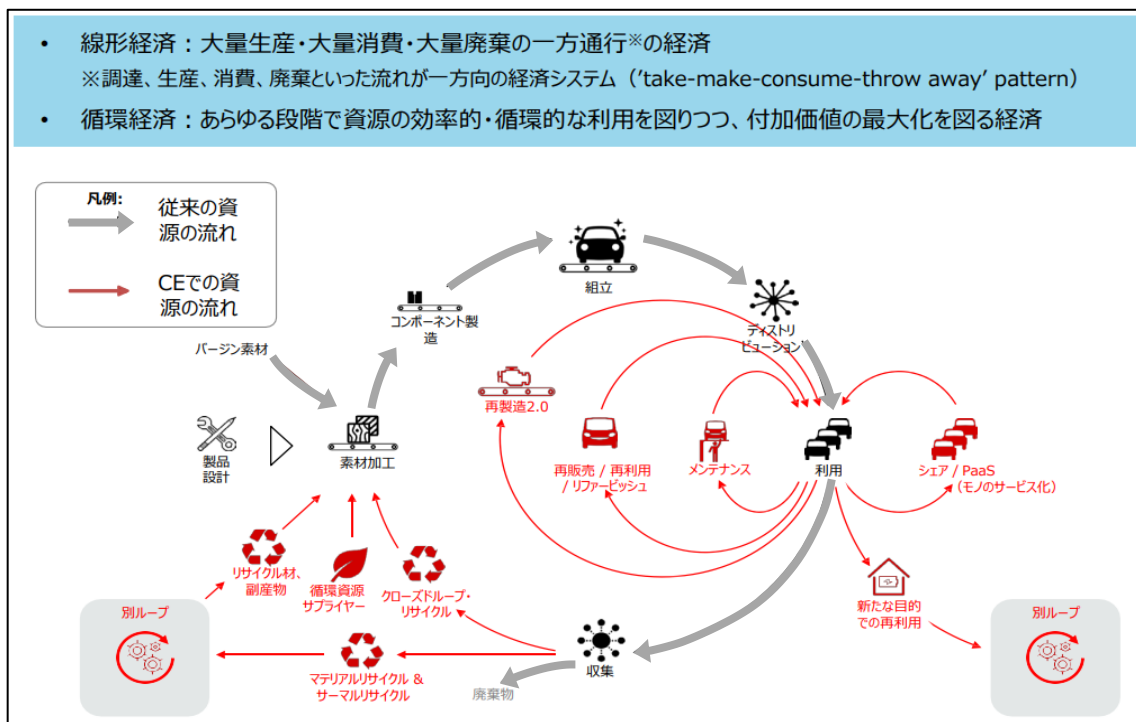 • 線形経済：大量生産・大量消費・大量廃棄の一方通行※の経済
※調達、生産、消費、廃棄といった流れが一方向の経済システム（’take-make-consume-throw away’ pattern）
• 循環経済：あらゆる段階で資源の効率的・循環的な利用を図りつつ、付加価値の最大化を図る経済
凡例:
従来の資
源の流れ
CEでの資
源の流れ
組立
コンポーネント製
造
ディストリ
ビューション
バージン素材
再製造2.0
製品
設計
素材加工
再販売 / 再利用
/ リファービッシュ
メンテナンス
利用
シェア / PaaS
（モノのサービス化）
リサイクル材、
副産物
循環資源
サプライヤー
クローズドループ・
リサイクル
新たな目的
での再利用
別ループ
別ループ
マテリアルリサイクル &
サーマルリサイクル
収集
廃棄物